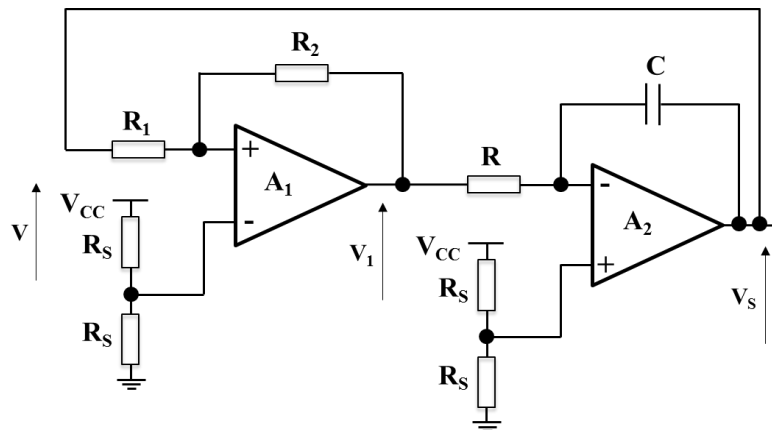 R2
C
R1
+
A1
R
-
VCC
-
A2
V
RS
V1
VCC
+
RS
VS
RS
RS